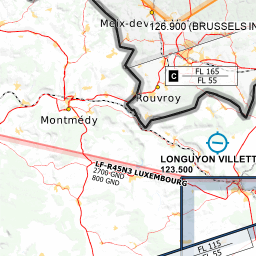 Meix-dev
126.900 (BRUSSELS IN
C
FL 165
FL 55
Rouvroy
Montmédy
LONGUYON VILLETT
123.500
LF-R45N3 LUXEMBOURG
2700-GND
800 GND
FL 115